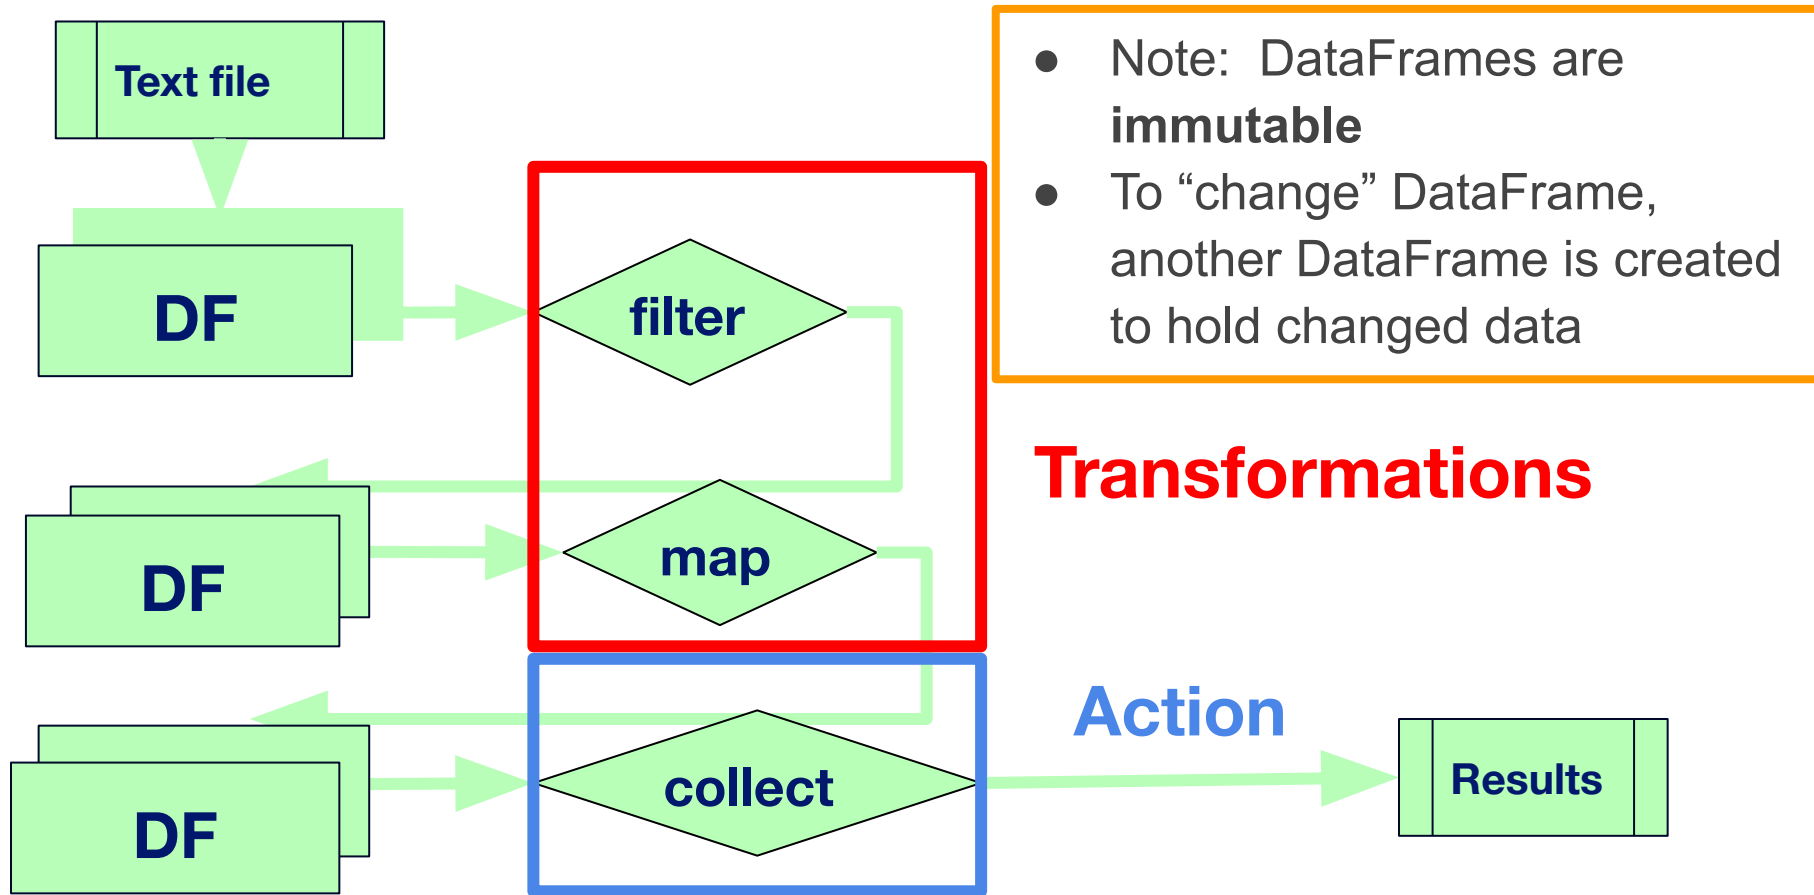 Text file
● Note:  DataFrames are
immutable
● To “change” DataFrame,
another DataFrame is created
to hold changed data
DF
filter
Transformations
DF
map
Action
DF
collect
Results